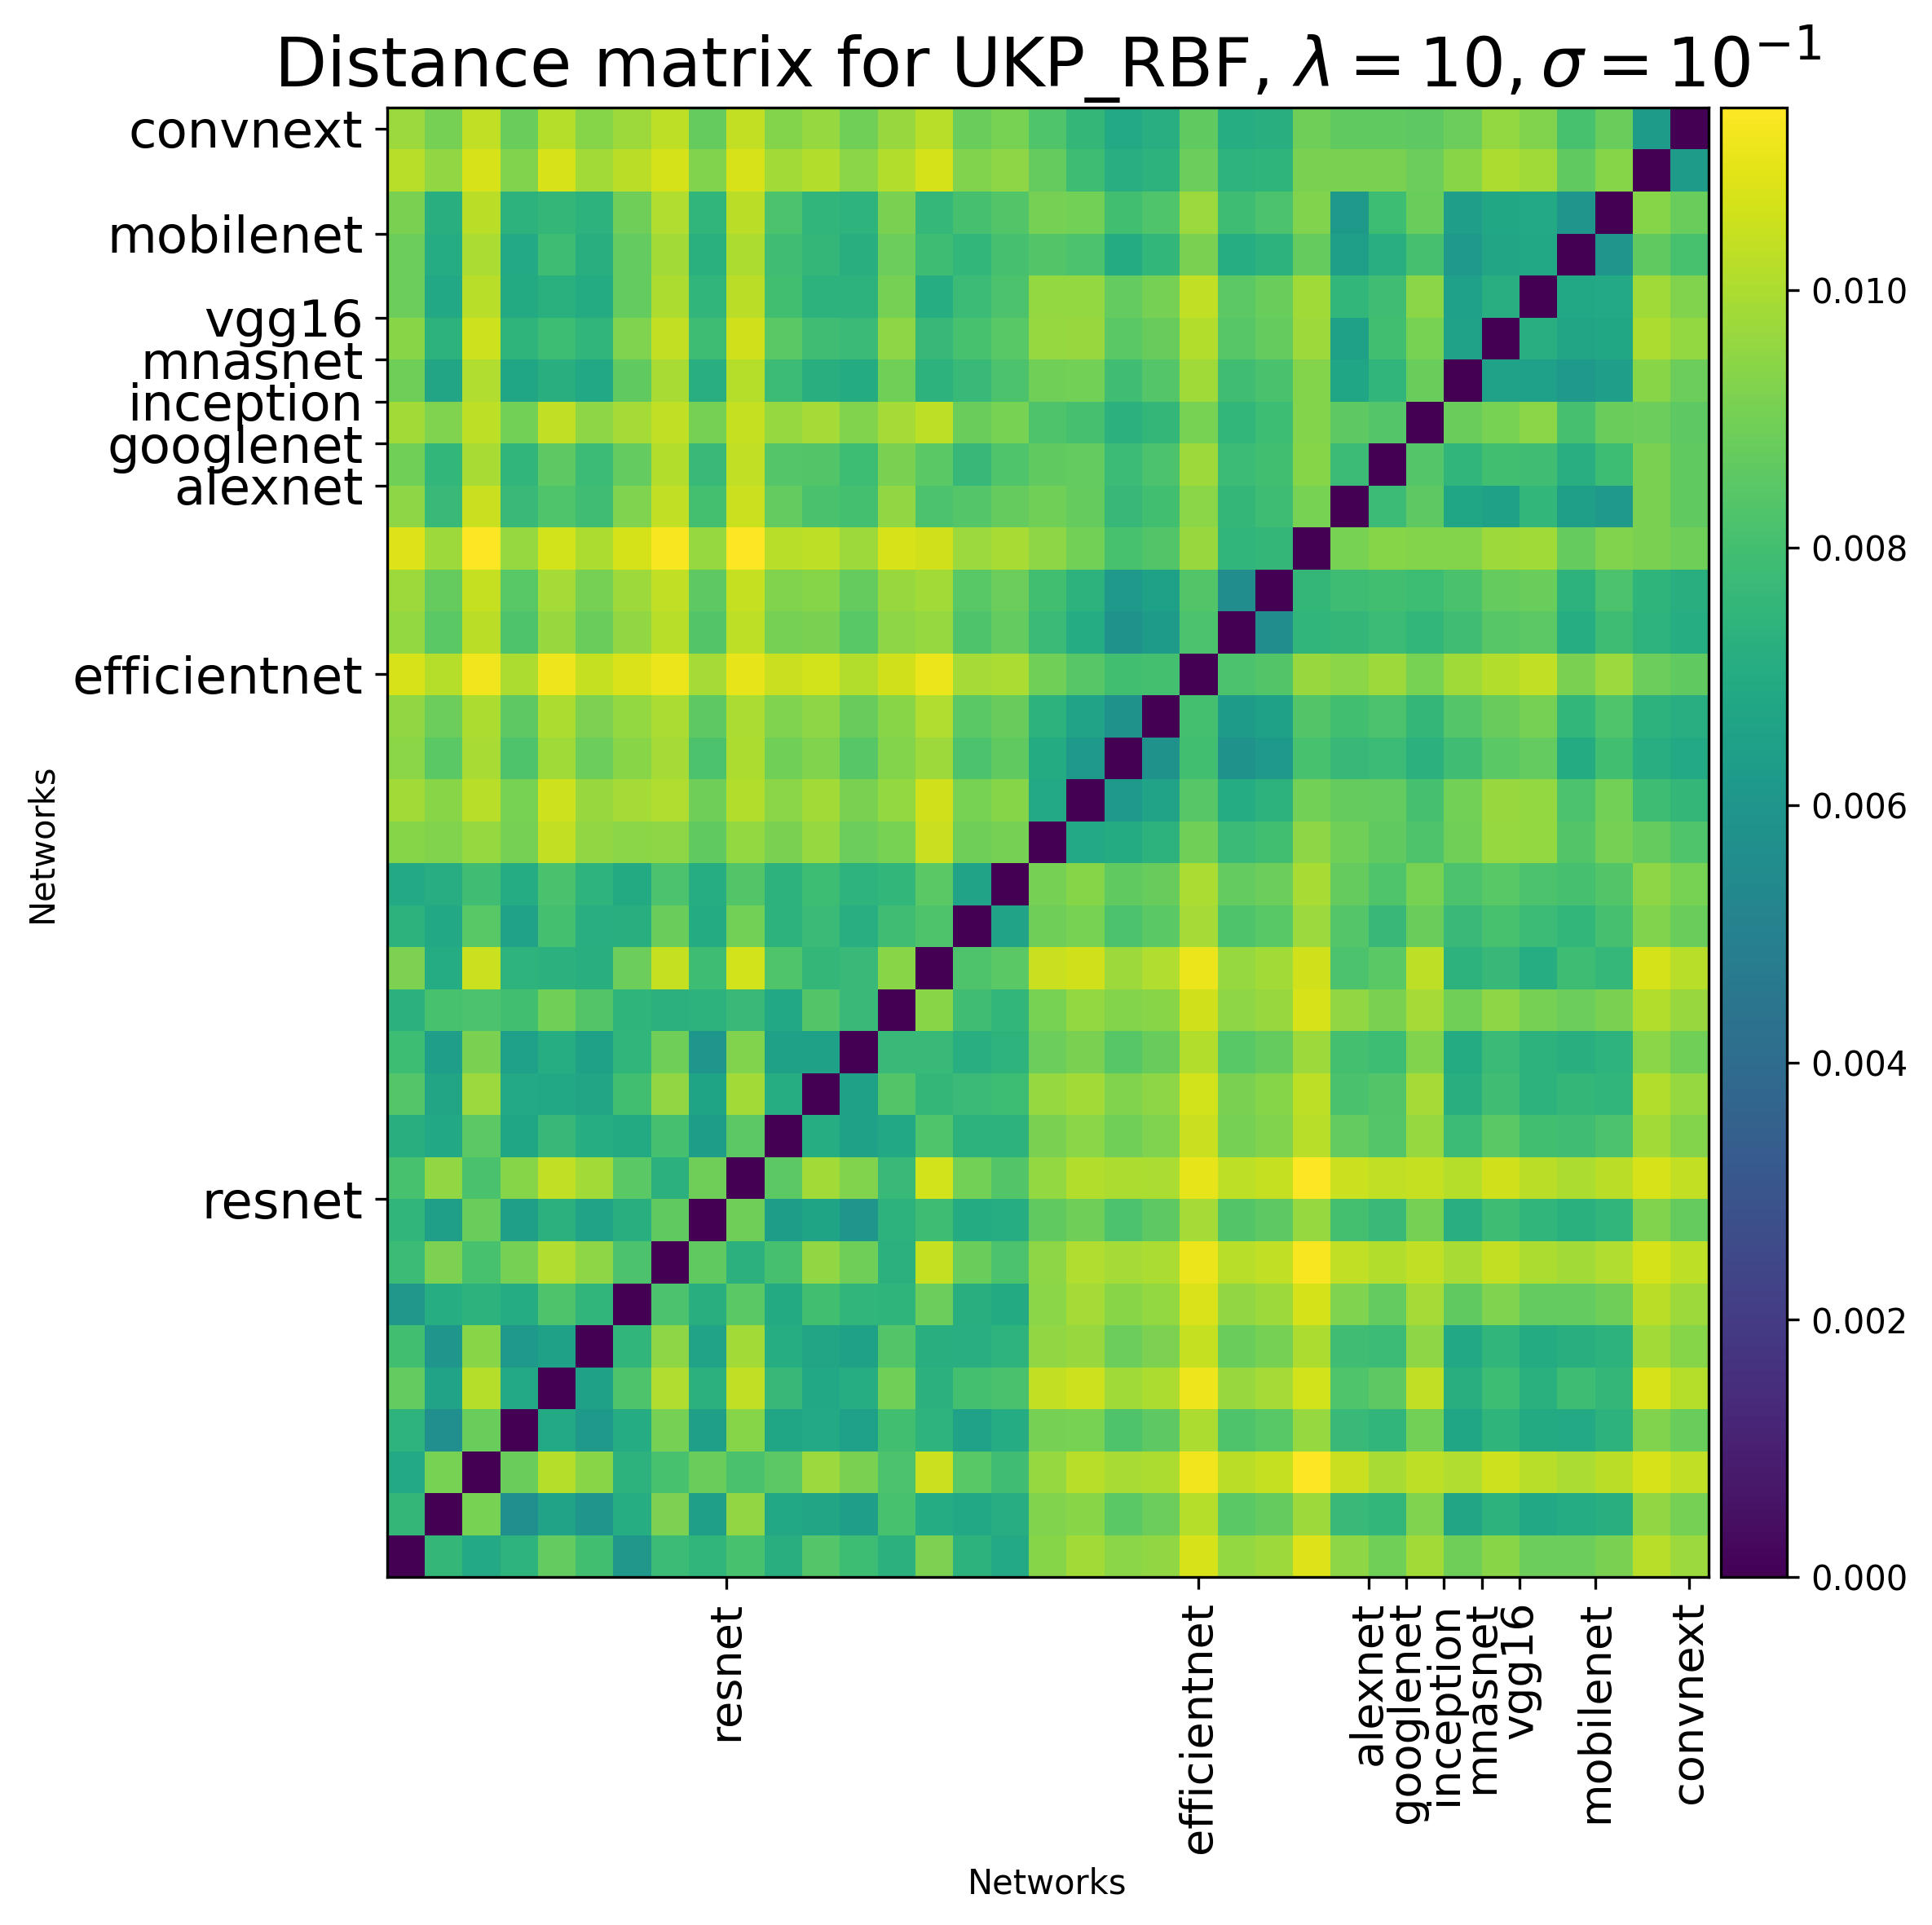 Distance matrix for UKP_RBF, λ = 10, σ = 10⁻¹
convnext
mobilenet
vgg16
mnasnet
inception
googlenet
alexnet
efficientnet
resnet
Networks
0.010
0.008
0.006
0.004
0.002
0.000
resnet
efficientnet
alexnet
googlenet
inception
mnasnet
vgg16
mobilenet
convnext
Networks